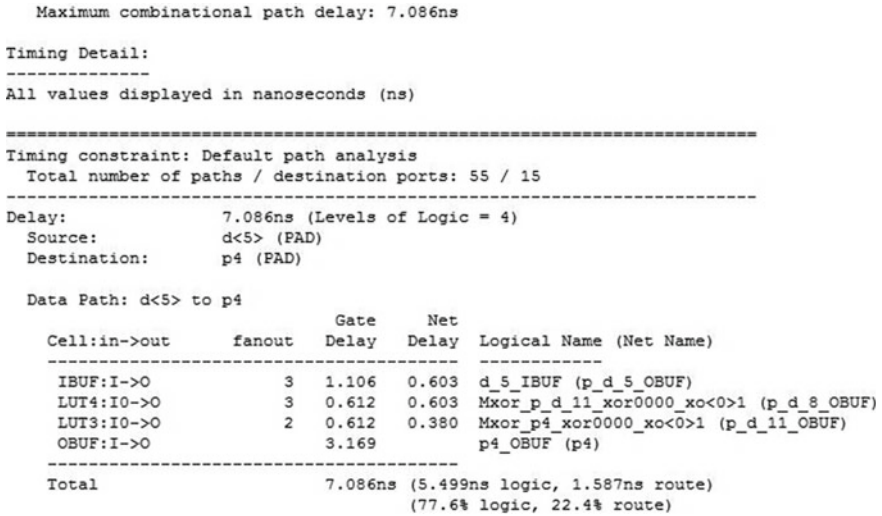 Maximum combinational path delay: 7.086ns
Timing Detail:
--------------
All values displayed in nanoseconds (ns)
=========================================================================
Timing constraint: Default path analysis
Total number of paths / destination ports: 55 / 15
-------------------------------------------------------------------------
Delay: 7.086ns (Levels of Logic = 4)
Source: d<5> (PAD)
Destination: p4 (PAD)
Data Path: d<5> to p4
Gate Net
Cell:in->out fanout Delay Delay Logical Name (Net Name)
---------------------------------------- ------------
IBUF:I->O 3 1.106 0.603 d_5_IBUF (p_d_5_OBUF)
LUT4:I0->O 3 0.612 0.603 Mxor_p_d_11_xor0000_xo<0>1 (p_d_8_OBUF)
LUT3:I0->O 2 0.612 0.380 Mxor_p4_xor0000_xo<0>1 (p_d_11_OBUF)
OBUF:I->O 3.169 p4_OBUF (p4)
----------------------------------------
Total 7.086ns (5.499ns logic, 1.587ns route)
(77.6% logic, 22.4% route)